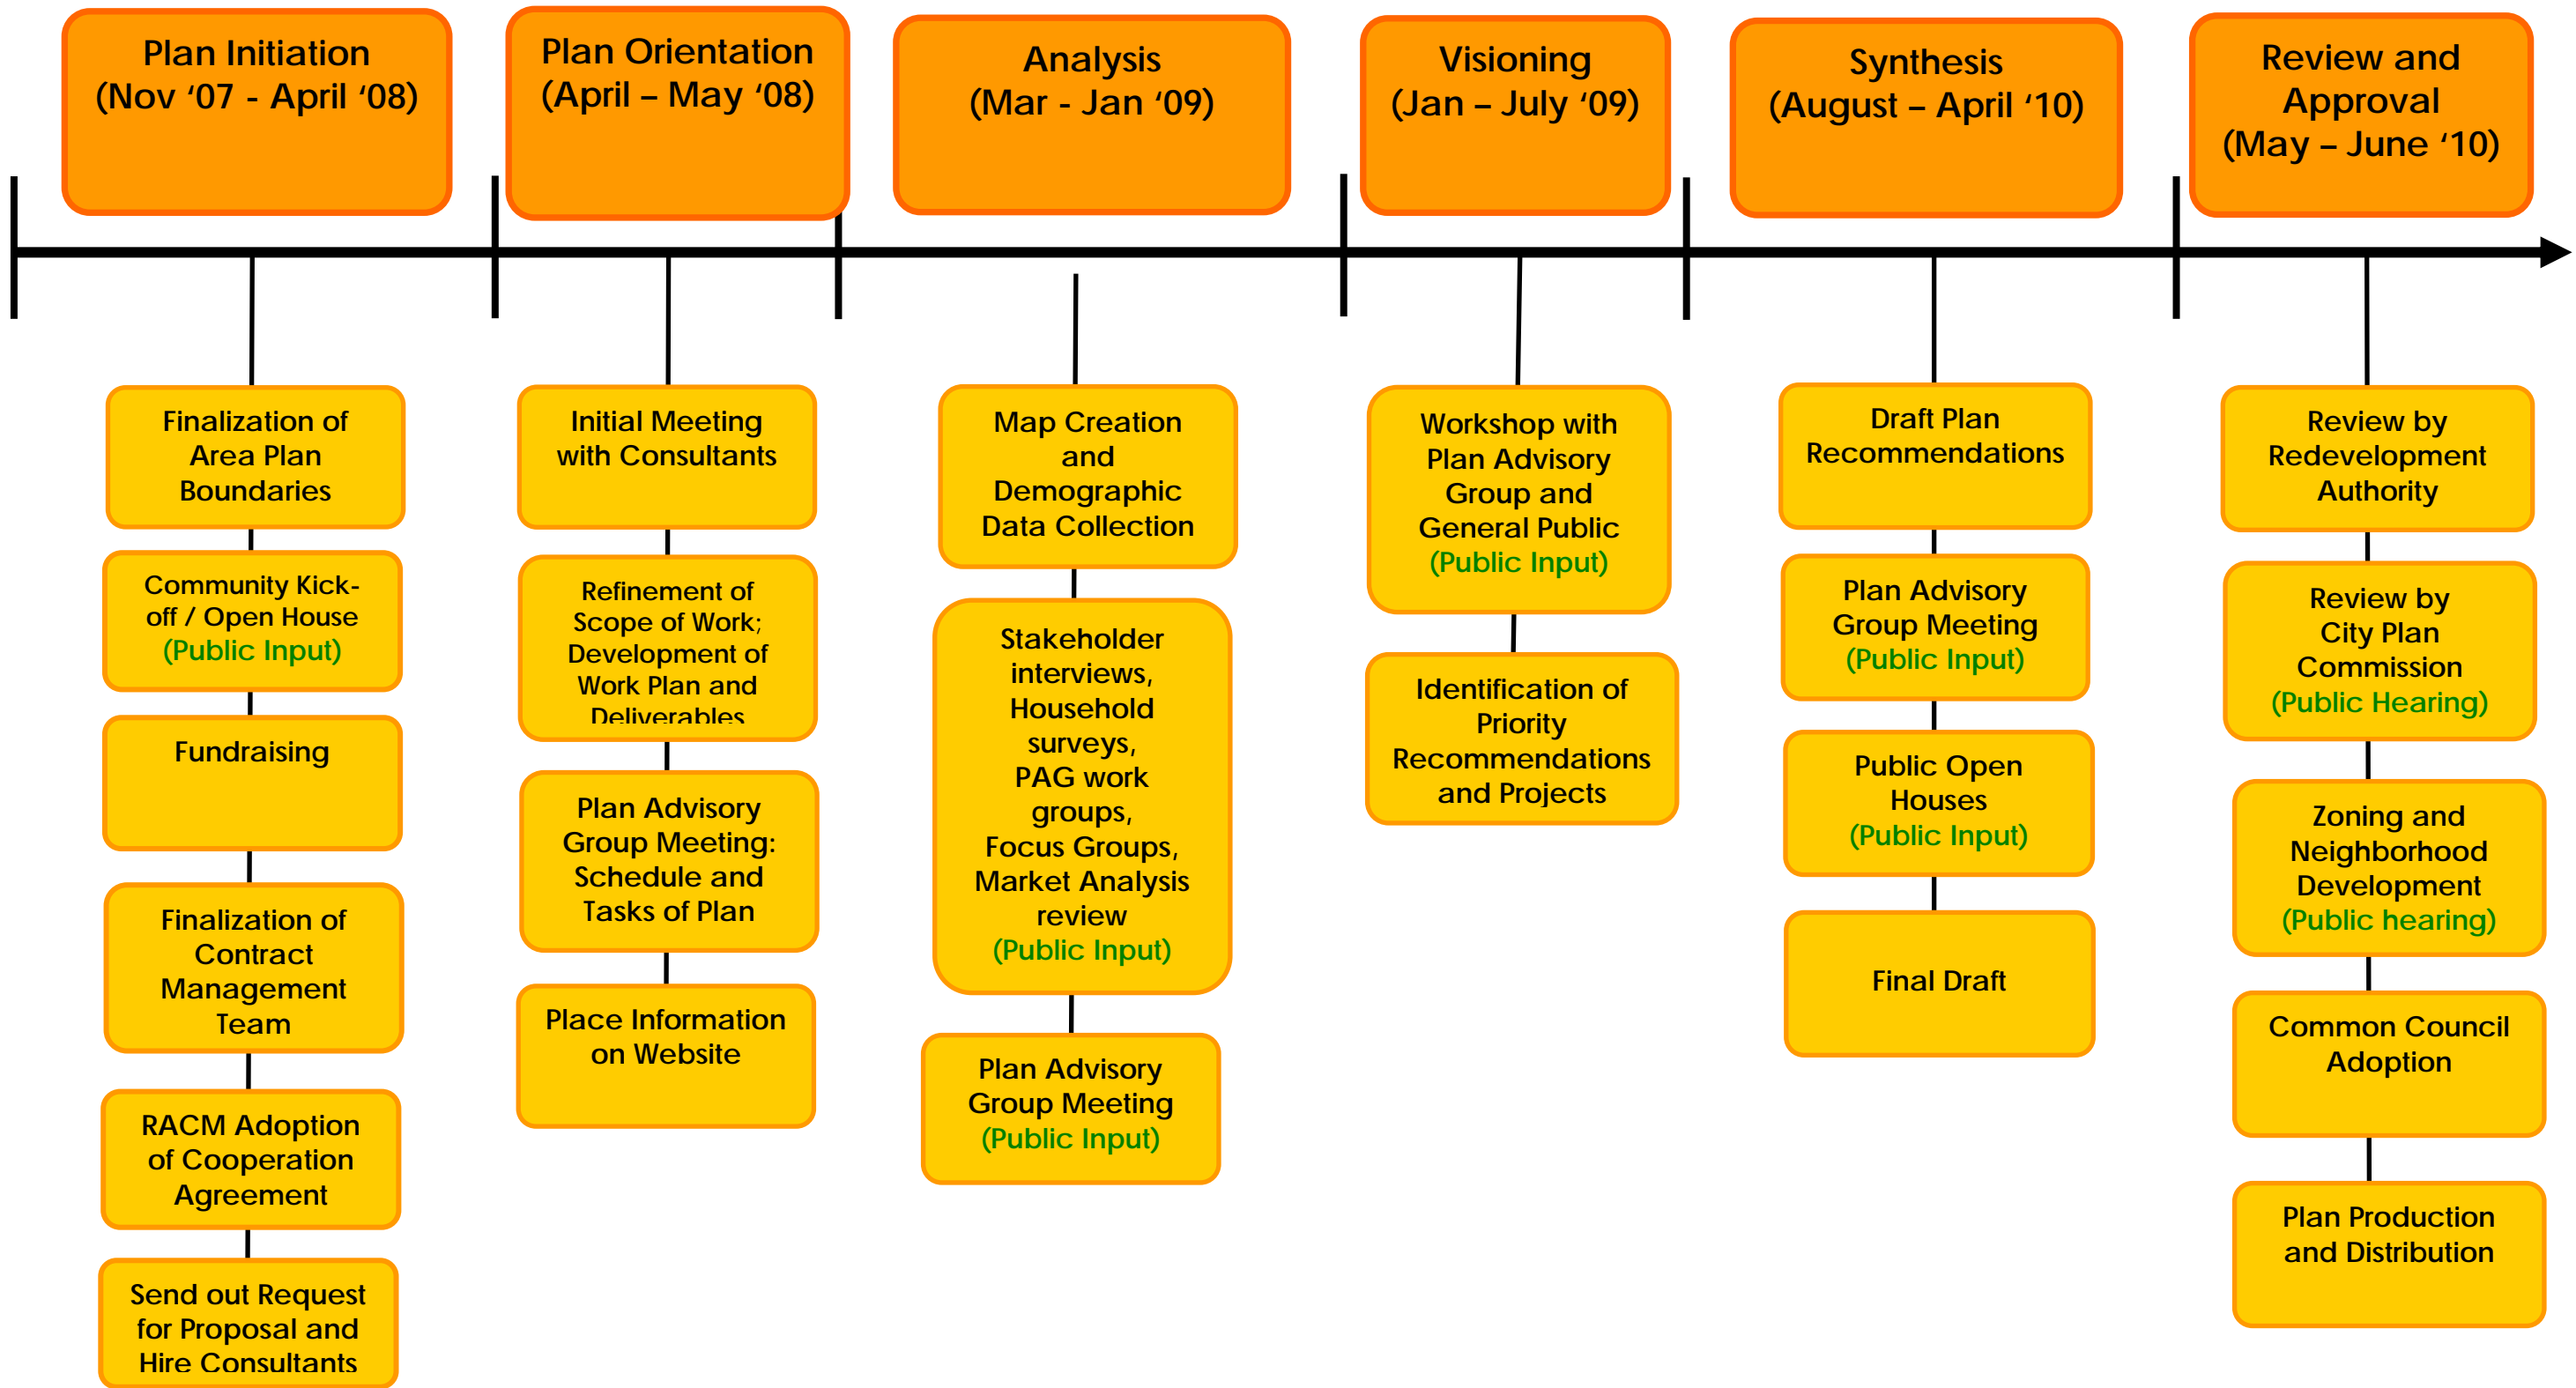 Plan Initiation
(Nov ‘07 - April ‘08)
Plan Orientation
(April – May ‘08)
Analysis
(Mar - Jan ‘09)
Visioning
(Jan – July ‘09)
Synthesis
(August – April ‘10)
Review and
Approval
(May – June ‘10)
Finalization of
Area Plan
Boundaries
Community Kick-
off / Open House
(Public Input)
Fundraising
Finalization of
Contract
Management
Team
RACM Adoption
of Cooperation
Agreement
Send out Request
for Proposal and
Hire Consultants
Initial Meeting
with Consultants
Refinement of
Scope of Work;
Development of
Work Plan and
Deliverables
Plan Advisory
Group Meeting:
Schedule and
Tasks of Plan
Place Information
on Website
Map Creation
and
Demographic
Data Collection
Stakeholder
interviews,
Household
surveys,
PAG work
groups,
Focus Groups,
Market Analysis
review
(Public Input)
Plan Advisory
Group Meeting
(Public Input)
Workshop with
Plan Advisory
Group and
General Public
(Public Input)
Identification of
Priority
Recommendations
and Projects
Draft Plan
Recommendations
Plan Advisory
Group Meeting
(Public Input)
Public Open
Houses
(Public Input)
Final Draft
Review by
Redevelopment
Authority
Review by
City Plan
Commission
(Public Hearing)
Zoning and
Neighborhood
Development
(Public hearing)
Common Council
Adoption
Plan Production
and Distribution